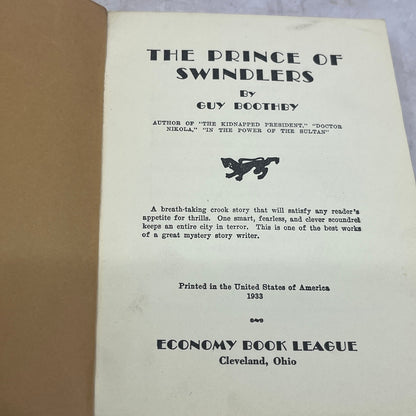 THE PRINCE OF
SWINDLERS
BY
GUY BOOTHBY
AUTHOR OF "THE KIDNAPPED PRESIDENT," "DOCTOR
NIKOLA," "IN THE POWER OF THE SULTAN"
A breath-taking crook story that will satisfy any reader's
appetite for thrills. One smart, fearless, and clever scoundrel
keeps an entire city in terror. This is one of the best works
of a great mystery story writer.
Printed in the United States of America
1933
ECONOMY BOOK LEAGUE
Cleveland, Ohio